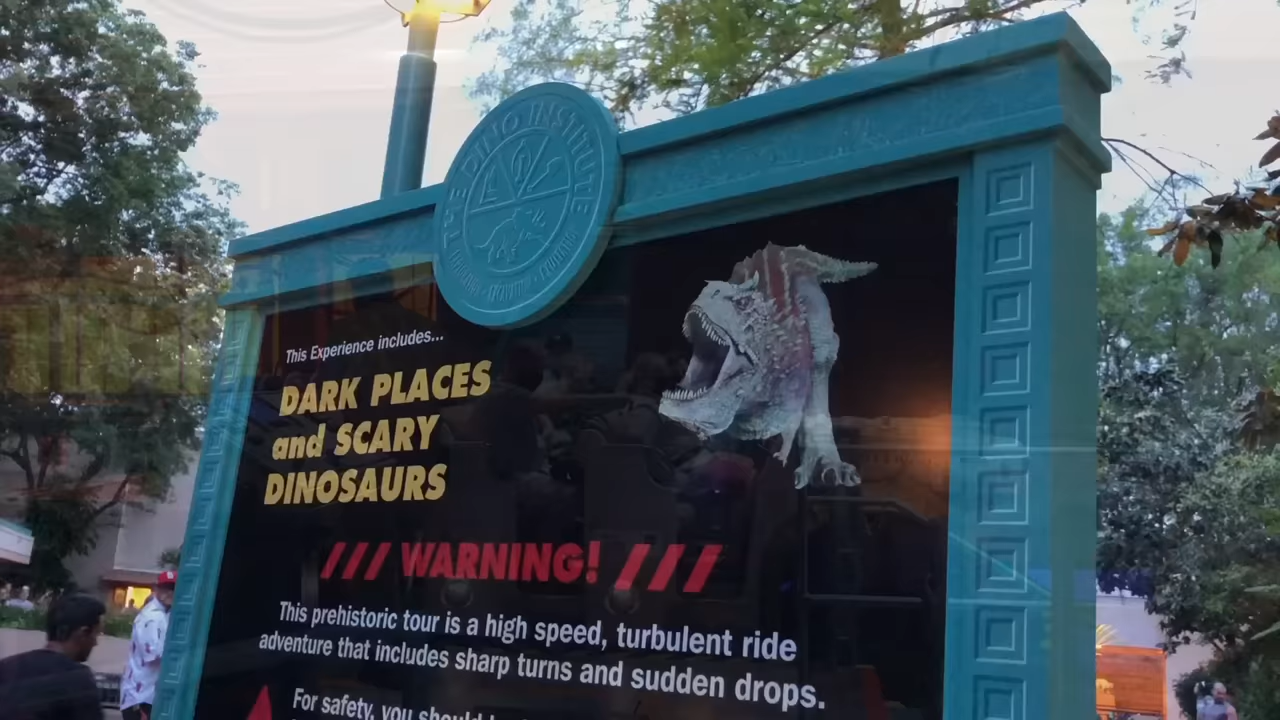 THE DINO INSTITUTE
This Experience includes...
DARK PLACES
and SCARY
DINOSAURS
WARNING!
This prehistoric tour is a high speed, turbulent ride
adventure that includes sharp turns and sudden drops.
For safety, you should